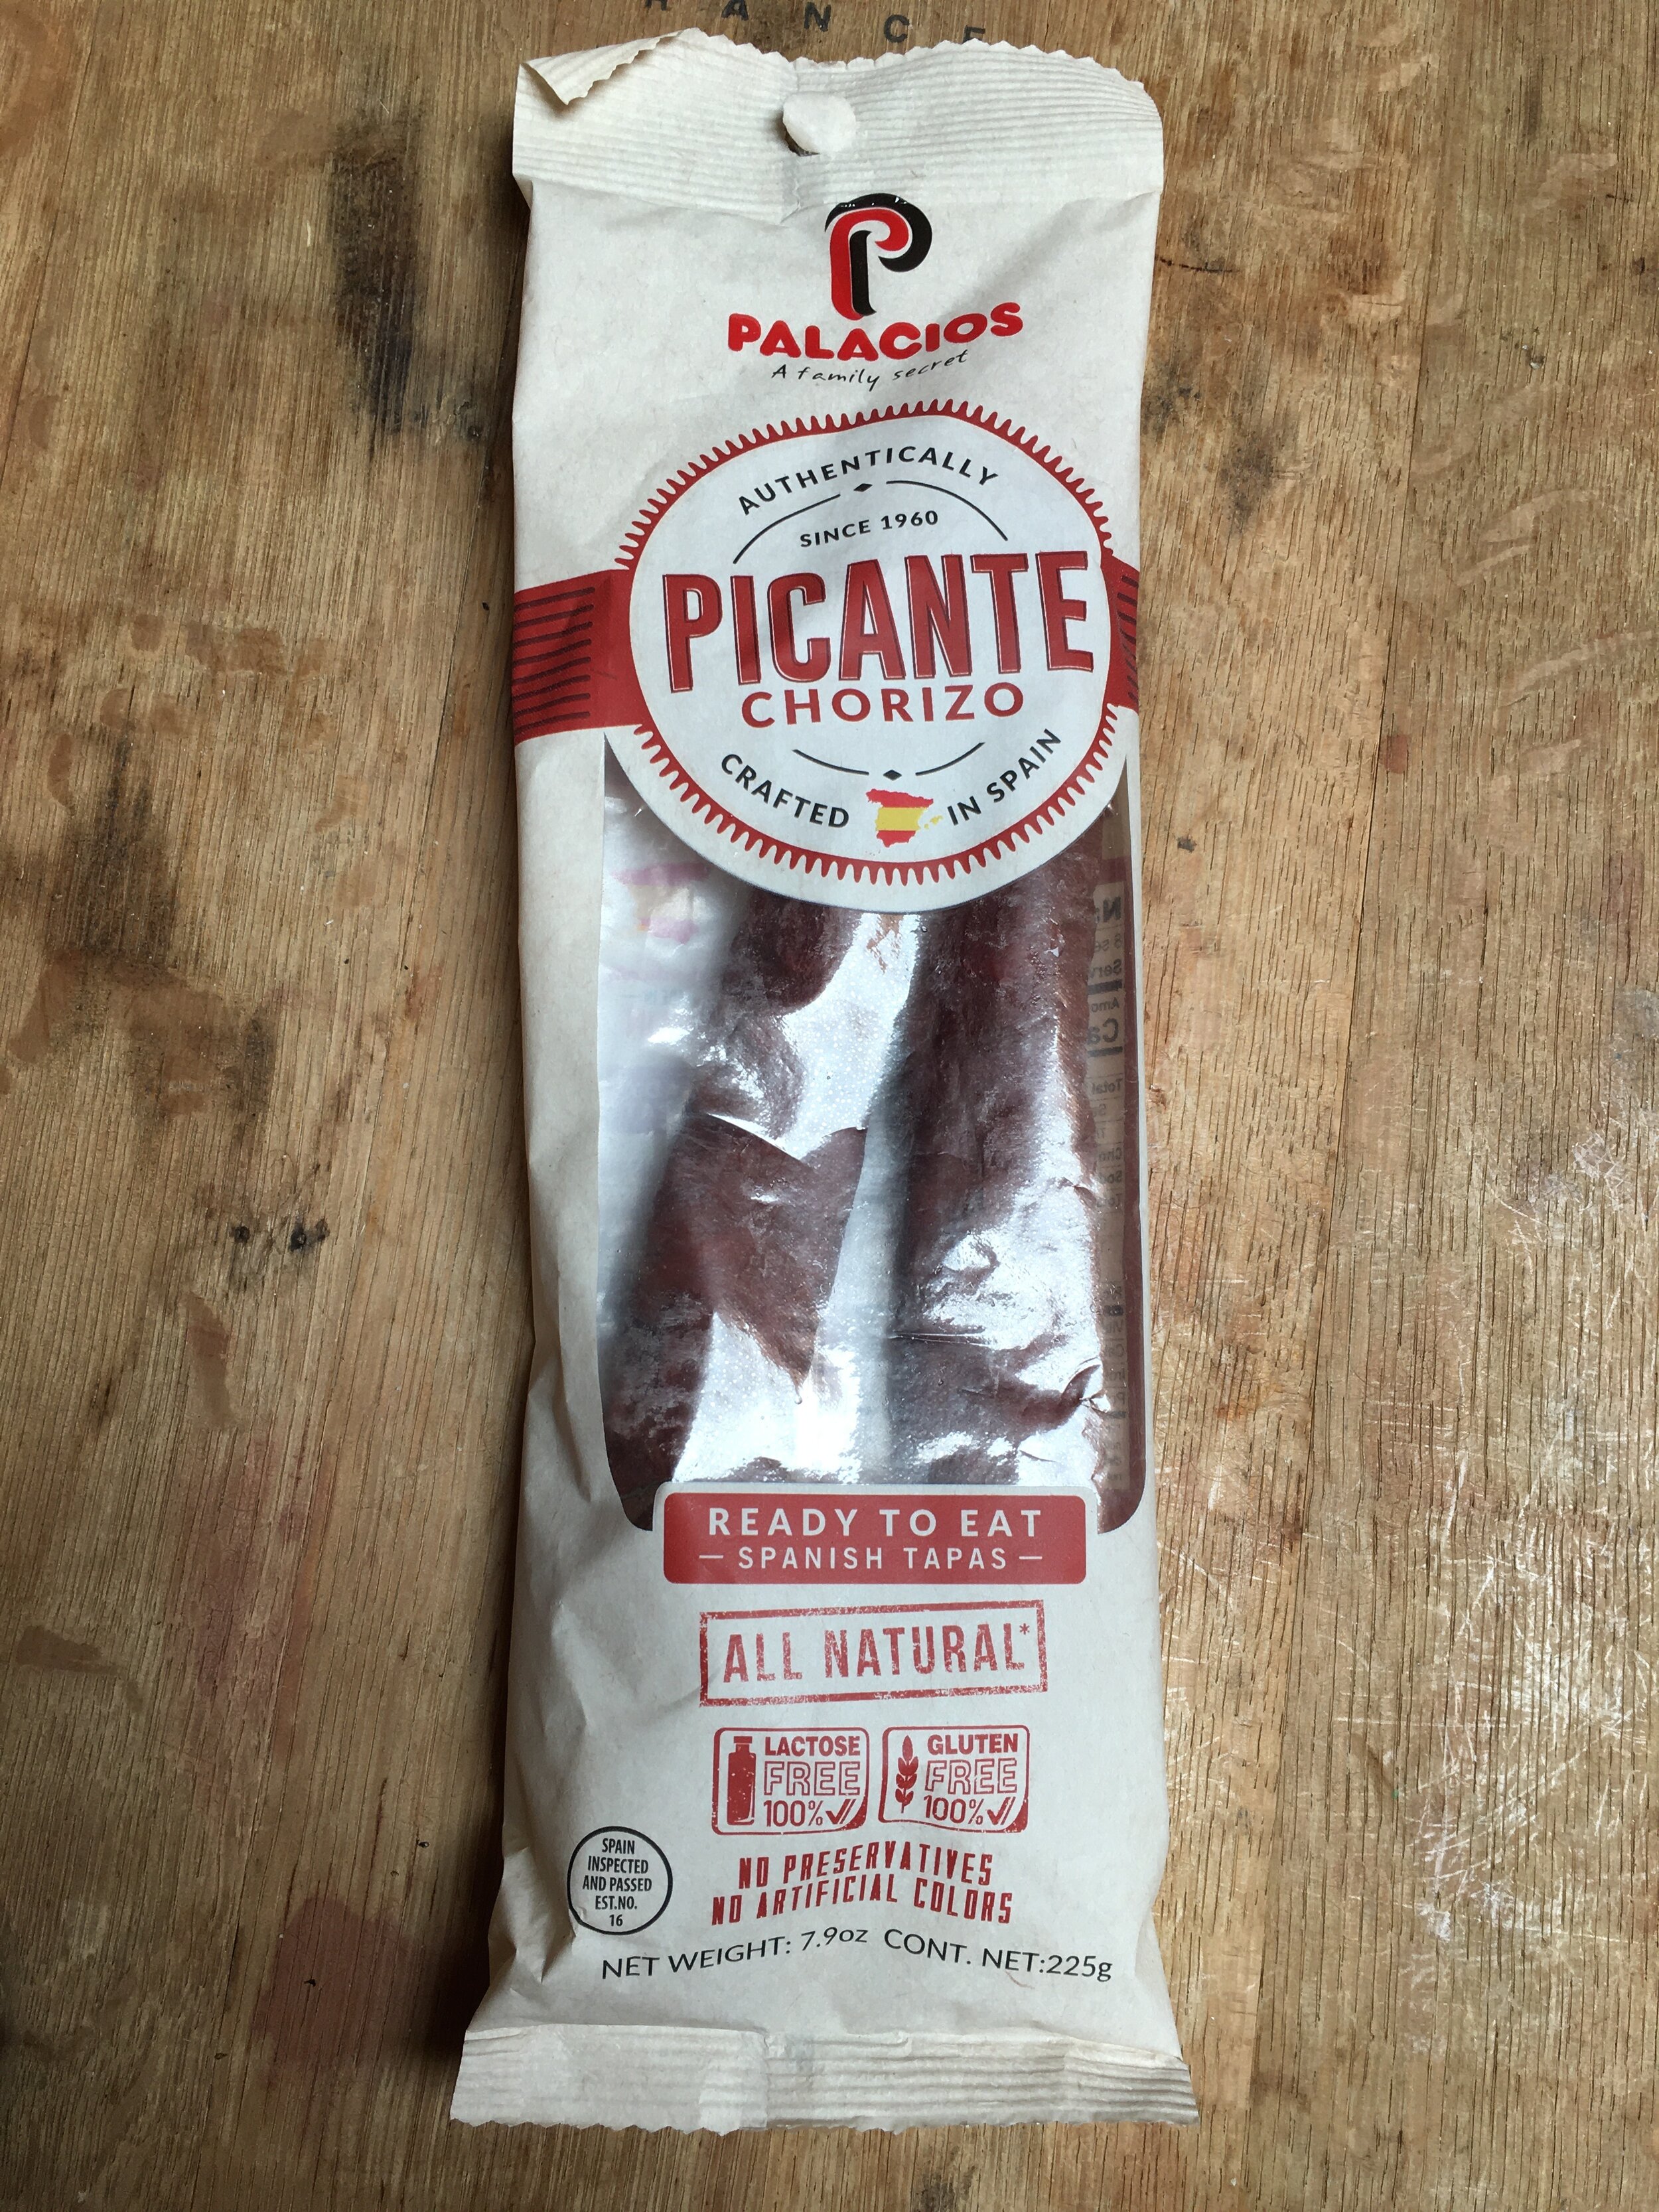 PALACIOS
A family secret
AUTHENTICALLY
SINCE 1960
PICANTE
CHORIZO
CRAFTED IN SPAIN
READY TO EAT
— SPANISH TAPAS —
ALL NATURAL*
LACTOSE
FREE
100%
GLUTEN
FREE
100%
NO PRESERVATIVES
NO ARTIFICIAL COLORS
SPAIN
INSPECTED
AND PASSED
EST.NO.
16
NET WEIGHT: 7.9oz CONT. NET:225g